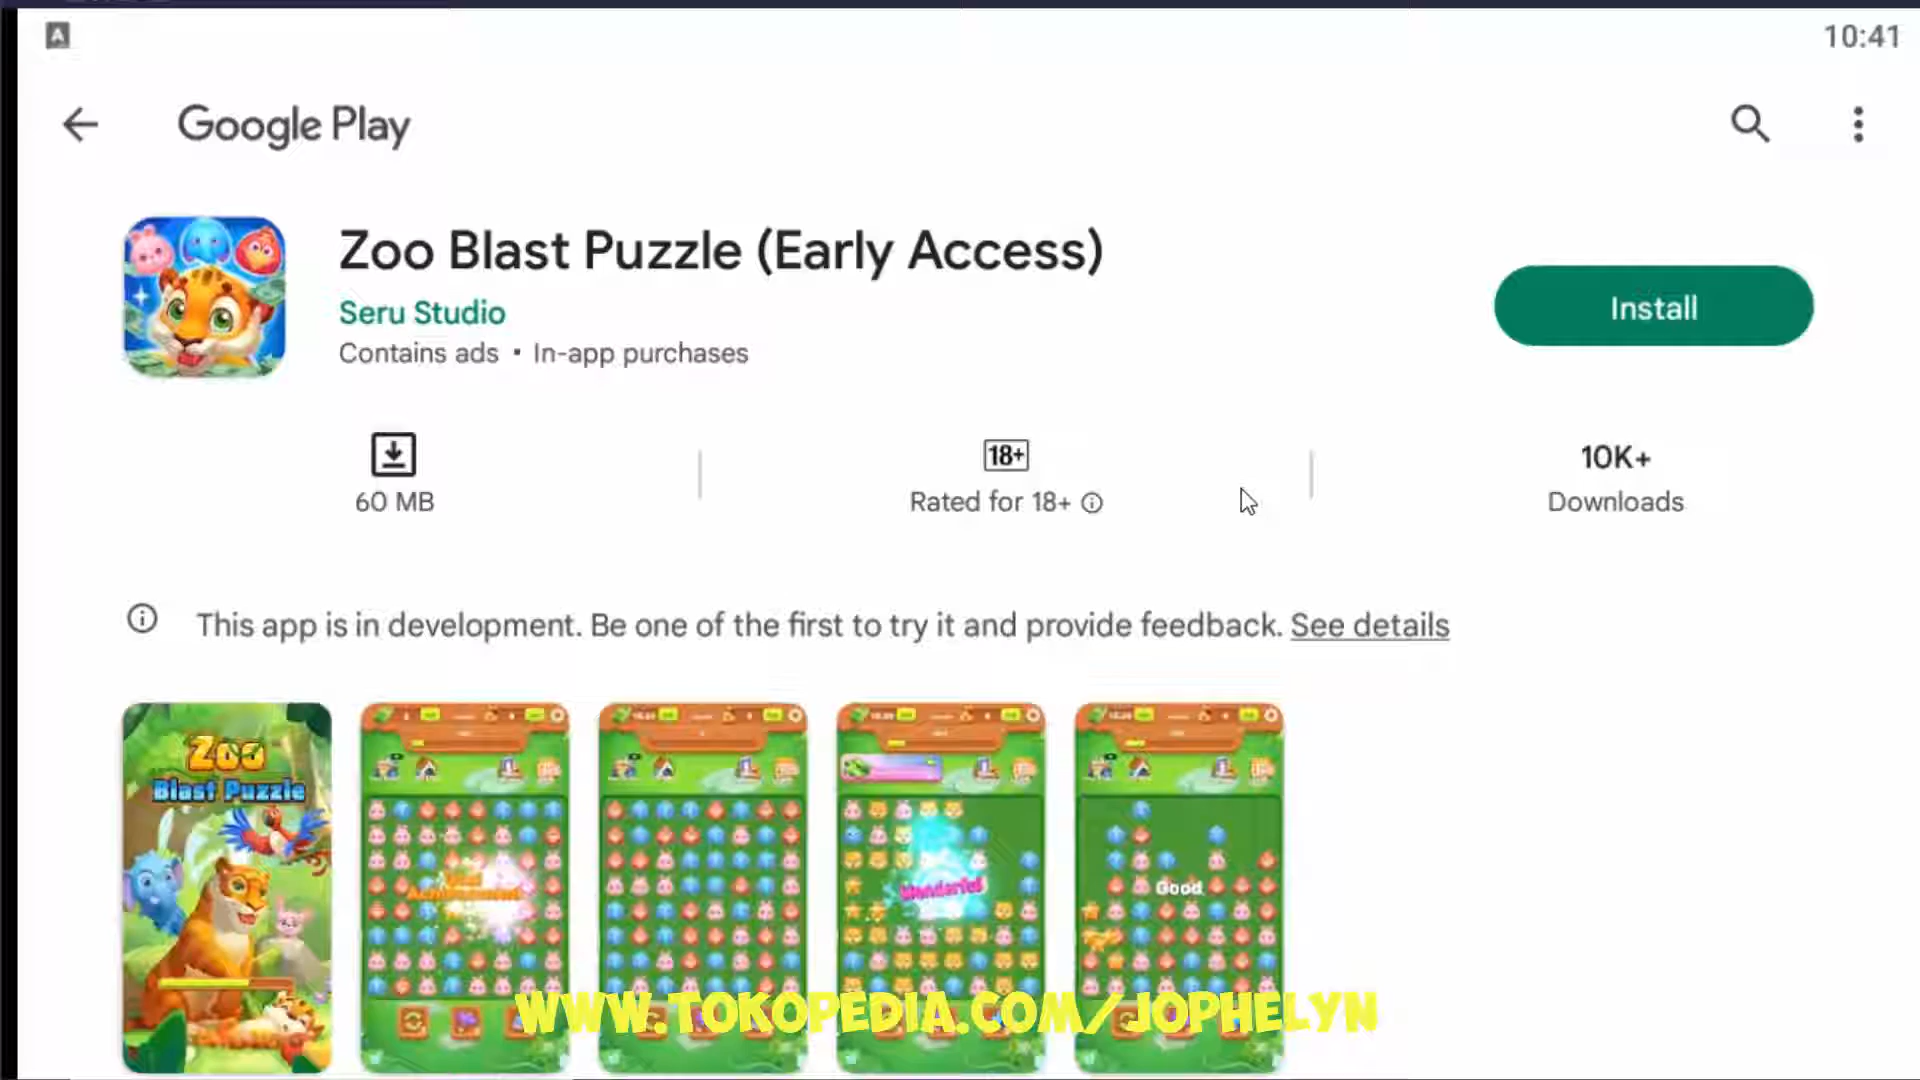 A
10:41
Google Play
Zoo Blast Puzzle (Early Access)
Seru Studio
Contains ads • In-app purchases
Install
60 MB
18+
Rated for 18+
10K+
Downloads
This app is in development. Be one of the first to try it and provide feedback. See details
Zoo
Blast Puzzle
Wonderful
Good
WWW.TOKOPEDIA.COM/JOPHELYN